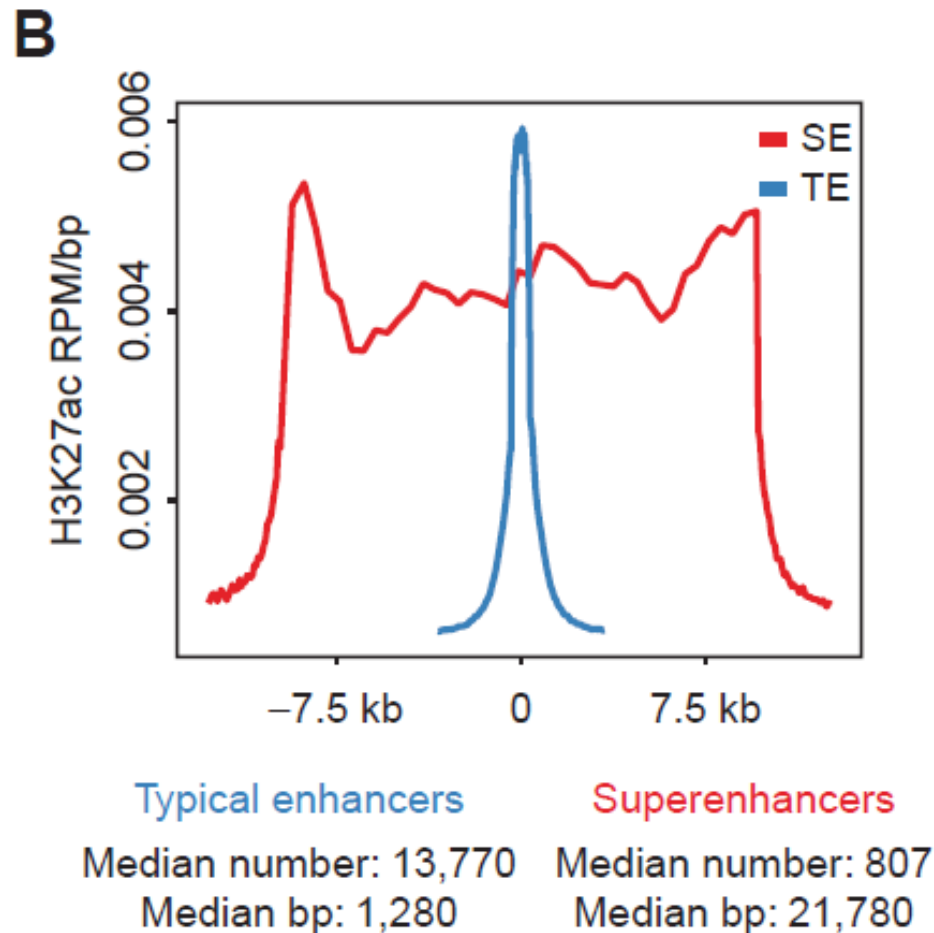 B
H3K27ac RPM/bp
0.006
0.004
0.002
SE
TE
−7.5 kb 0 7.5 kb
Typical enhancers Superenhancers
Median number: 13,770 Median number: 807
Median bp: 1,280 Median bp: 21,780